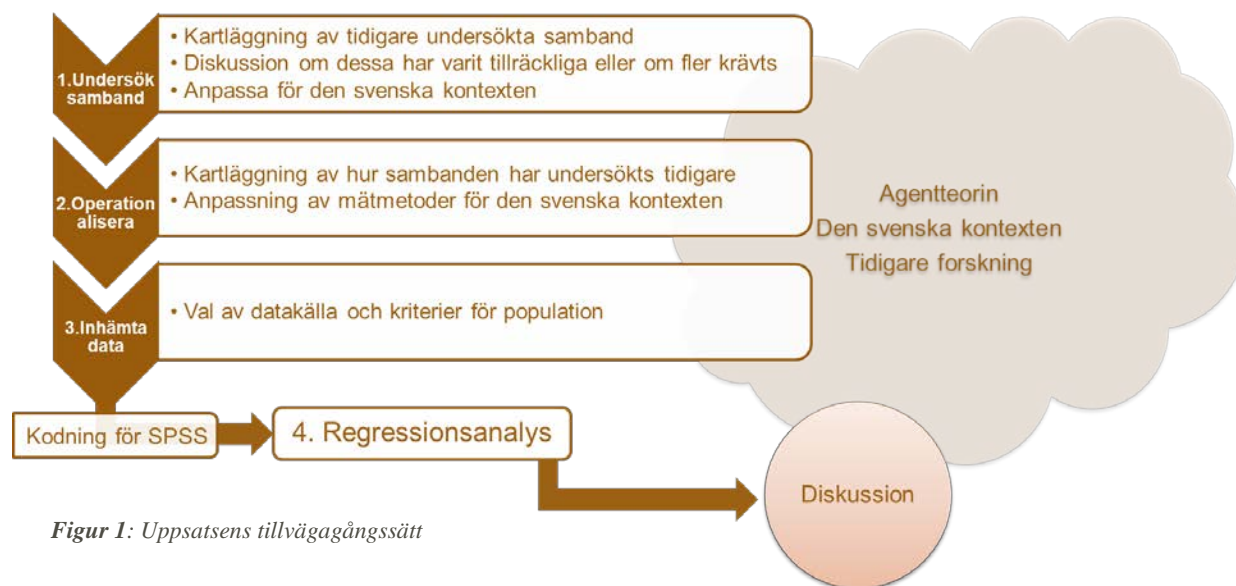 1.Undersök
samband
• Kartläggning av tidigare undersökta samband
• Diskussion om dessa har varit tillräckliga eller om fler krävts
• Anpassa för den svenska kontexten
2.Operation
alisera
• Kartläggning av hur sambanden har undersökts tidigare
• Anpassning av mätmetoder för den svenska kontexten
3.Inhämta
data
• Val av datakälla och kriterier för population
Agentteorin
Den svenska kontexten
Tidigare forskning
Kodning för SPSS
4. Regressionsanalys
Diskussion
Figur 1: Uppsatsens tillvägagångssätt